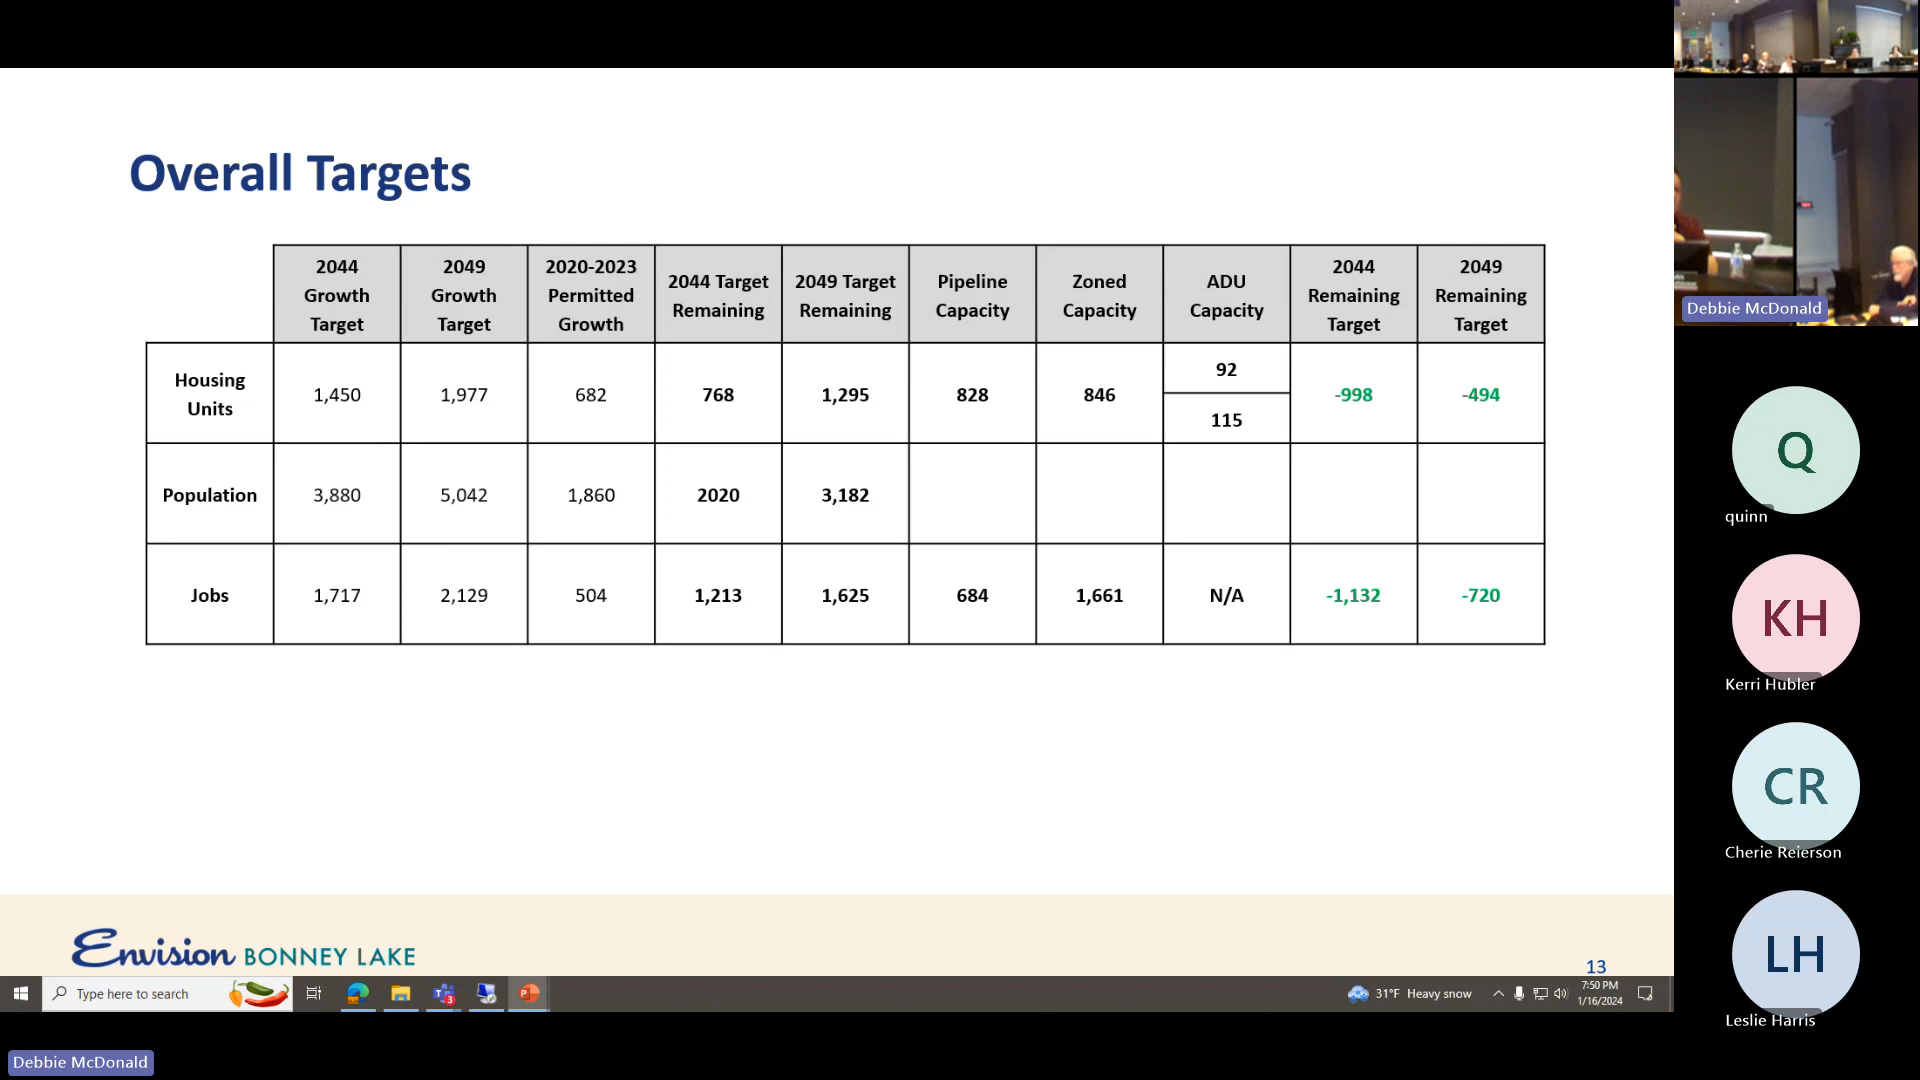 Overall Targets
2044 Growth Target
2049 Growth Target
2020-2023 Permitted Growth
2044 Target Remaining
2049 Target Remaining
Pipeline Capacity
Zoned Capacity
ADU Capacity
2044 Remaining Target
2049 Remaining Target
Housing Units
1,450
1,977
682
768
1,295
828
846
92
115
-998
-494
Population
3,880
5,042
1,860
2020
3,182
Jobs
1,717
2,129
504
1,213
1,625
684
1,661
N/A
-1,132
-720
Envision BONNEY LAKE
13
Type here to search
3
31°F Heavy snow
7:50 PM
1/16/2024
Debbie McDonald
Debbie McDonald
Q
quinn
KH
Kerri Hubler
CR
Cherie Reierson
LH
Leslie Harris